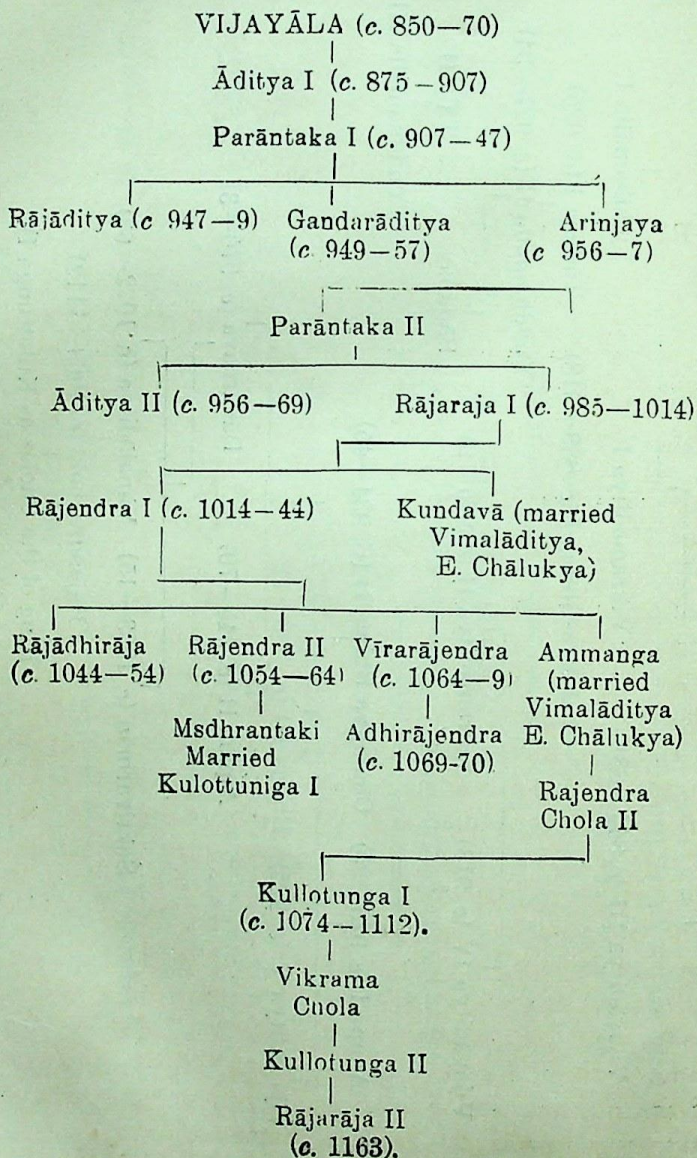 VIJAYĀLA (c. 850—70)
Āditya I (c. 875–907)
Parāntaka I (c. 907—47)
Rājāditya (c 947—9) Gandarāditya Arinjaya
(c 949—57) (c 956—7)
Parāntaka II
Āditya II (c. 956—69) Rājaraja I (c. 985—1014)
Rājendra I (c. 1014—44) Kundavā (married
Vimalāditya,
E. Chālukya)
Rājādhirāja Rājendra II Vīrarājendra Ammanga
(c. 1044—54) (c. 1054—64) (c. 1064—9) (married
Msdhrantaki Adhirājendra Vimalāditya
Married (c. 1069-70) E. Chālukya)
Kulottuniga I Rajendra
Chola II
Kullotunga I
(c. 1074—1112).
Vikrama
Chola
Kullotunga II
Rājarāja II
(c. 1163).